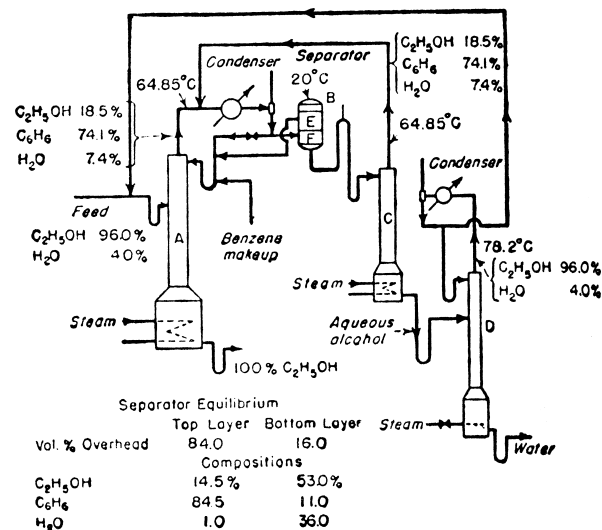 C₂H₅OH 18.5%
C₆H₆ 74.1%
H₂O 7.4%
Condenser
Separator
64.85°C
20°C
B
E
F
C₂H₅OH 18.5%
C₆H₆ 74.1%
H₂O 7.4%
64.85°C
Condenser
Feed
C₂H₅OH 96.0%
H₂O 4.0%
A
Benzene
makeup
C
78.2°C
C₂H₅OH 96.0%
H₂O 4.0%
Steam
Steam
Aqueous
alcohol
D
100% C₂H₅OH
Steam
Water
Separator Equilibrium
Top Layer Bottom Layer
Vol. % Overhead 84.0 16.0
Compositions
C₂H₅OH 14.5% 53.0%
C₆H₆ 84.5 11.0
H₂O 1.0 36.0